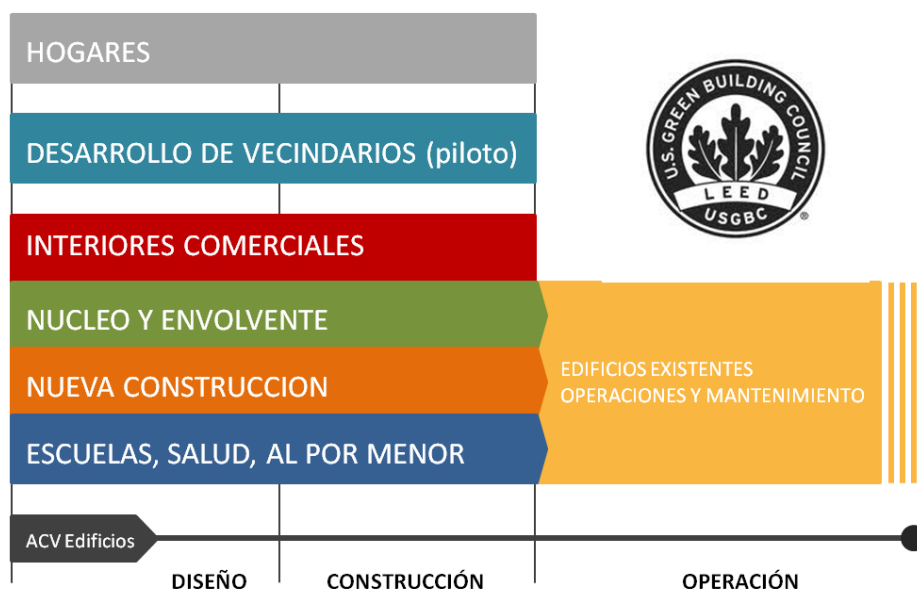 HOGARES
DESARROLLO DE VECINDARIOS (piloto)
U.S. GREEN BUILDING COUNCIL
LEED
USGBC
®
INTERIORES COMERCIALES
NUCLEO Y ENVOLVENTE
NUEVA CONSTRUCCION
EDIFICIOS EXISTENTES
OPERACIONES Y MANTENIMIENTO
ESCUELAS, SALUD, AL POR MENOR
ACV Edificios
DISEÑO
CONSTRUCCIÓN
OPERACIÓN